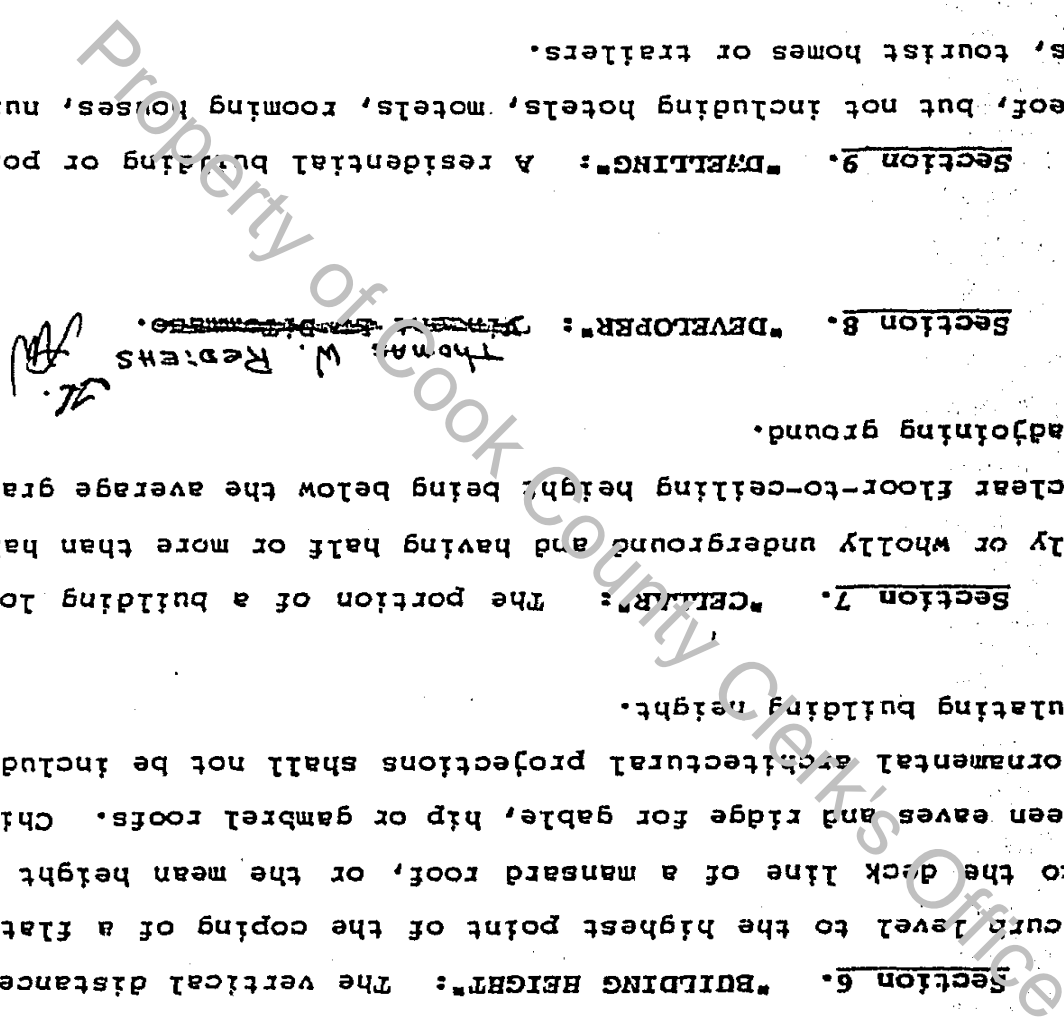 Section 6. "BUILDING HEIGHT": The vertical distance
curb level to the highest point of the coping of a flat
to the deck line of a mansard roof, or the mean height
een eaves and ridge for gable, hip or gambrel roofs. Chi
ornamental architectural projections shall not be includ
ulating building height.
Section 7. "CELLAR": The portion of a building lo
ly or wholly underground and having half or more than ha
clear floor-to-ceiling height being below the average gra
adjoining ground.
Thomas W. Rediehs
Section 8. "DEVELOPER": Vincent J. DiTommaso.
Section 9. "DWELLING": A residential building or po
eof, but not including hotels, motels, rooming houses, nu
s, tourist homes or trailers.
Property of Cook County Clerk's Office